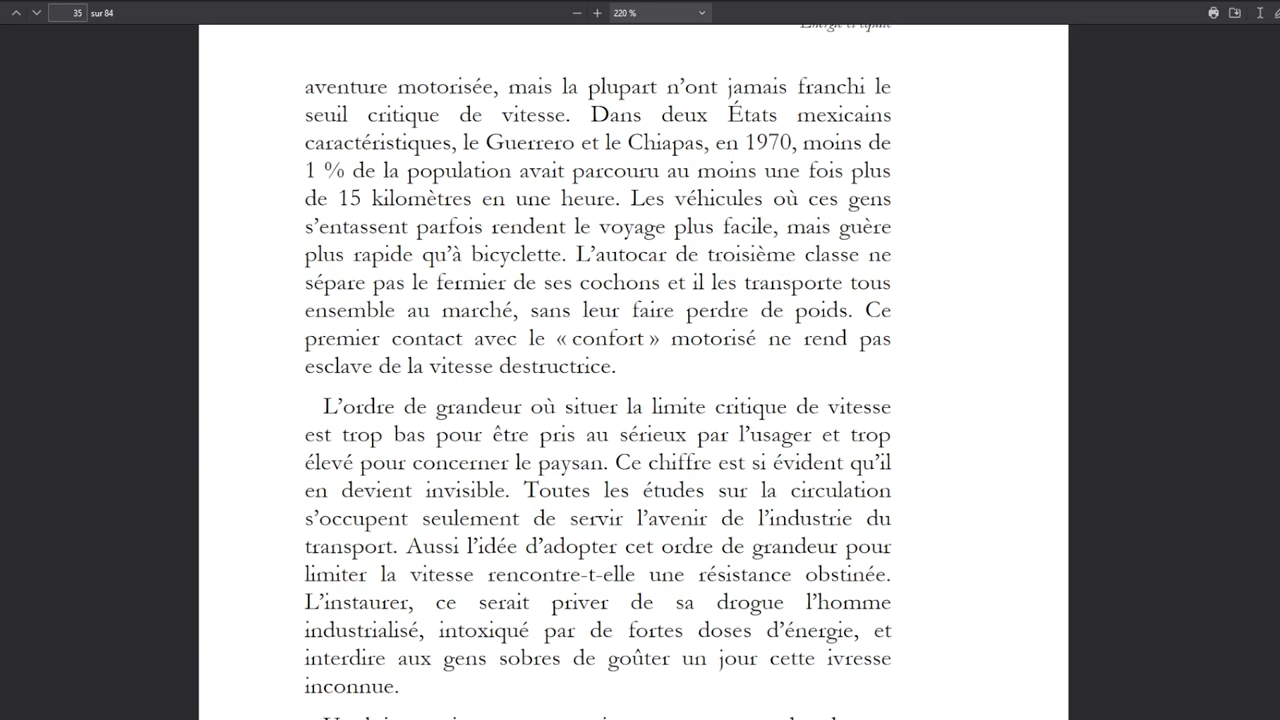 35 sur 84
220 %
Énergie et équité
aventure motorisée, mais la plupart n’ont jamais franchi le
seuil critique de vitesse. Dans deux États mexicains
caractéristiques, le Guerrero et le Chiapas, en 1970, moins de
1 % de la population avait parcouru au moins une fois plus
de 15 kilomètres en une heure. Les véhicules où ces gens
s’entassent parfois rendent le voyage plus facile, mais guère
plus rapide qu’à bicyclette. L’autocar de troisième classe ne
sépare pas le fermier de ses cochons et il les transporte tous
ensemble au marché, sans leur faire perdre de poids. Ce
premier contact avec le « confort » motorisé ne rend pas
esclave de la vitesse destructrice.
L’ordre de grandeur où situer la limite critique de vitesse
est trop bas pour être pris au sérieux par l’usager et trop
élevé pour concerner le paysan. Ce chiffre est si évident qu’il
en devient invisible. Toutes les études sur la circulation
s’occupent seulement de servir l’avenir de l’industrie du
transport. Aussi l’idée d’adopter cet ordre de grandeur pour
limiter la vitesse rencontre-t-elle une résistance obstinée.
L’instaurer, ce serait priver de sa drogue l’homme
industrialisé, intoxiqué par de fortes doses d’énergie, et
interdire aux gens sobres de goûter un jour cette ivresse
inconnue.